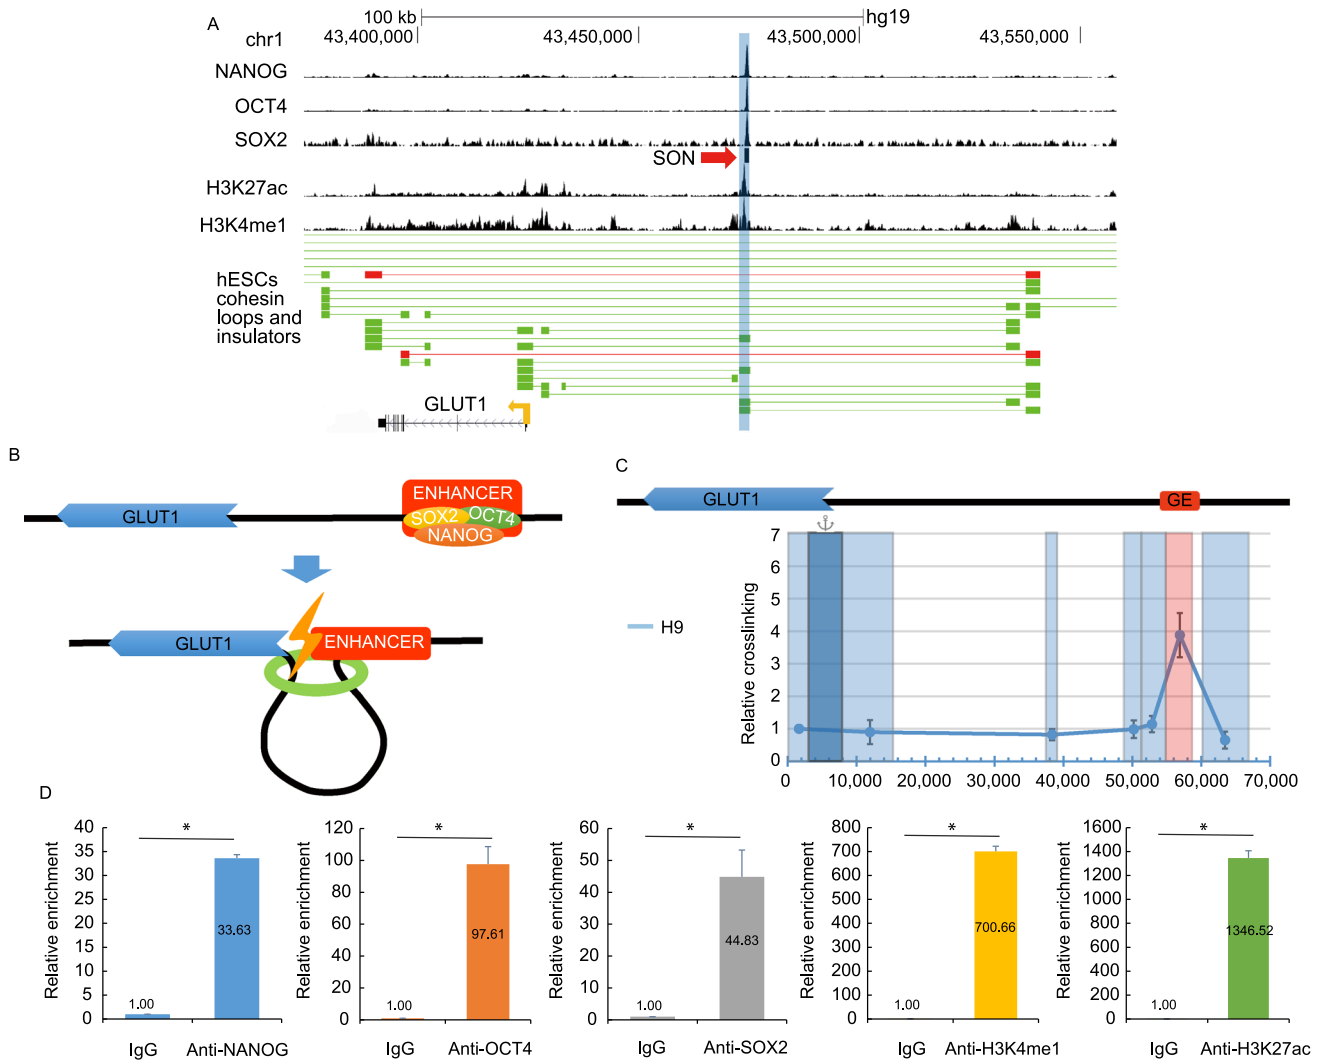 A
100 kb
hg19
chr1
43,400,000
43,450,000
43,500,000
43,550,000
NANOG
OCT4
SOX2
SON
H3K27ac
H3K4me1
hESCs
cohesin
loops and
insulators
GLUT1
B
GLUT1
ENHANCER
SOX2
OCT4
NANOG
GLUT1
ENHANCER
C
GLUT1
GE
Relative crosslinking
7
6
5
4
3
2
1
0
H9
0
10,000
20,000
30,000
40,000
50,000
60,000
70,000
D
Relative enrichment
40
35
30
25
20
15
10
5
0
*
1.00
33.63
IgG
Anti-NANOG
Relative enrichment
120
100
80
60
40
20
0
*
1.00
97.61
IgG
Anti-OCT4
Relative enrichment
60
50
40
30
20
10
0
*
1.00
44.83
IgG
Anti-SOX2
Relative enrichment
800
700
600
500
400
300
200
100
0
*
1.00
700.66
IgG
Anti-H3K4me1
Relative enrichment
1600
1400
1200
1000
800
600
400
200
0
*
1.00
1346.52
IgG
Anti-H3K27ac